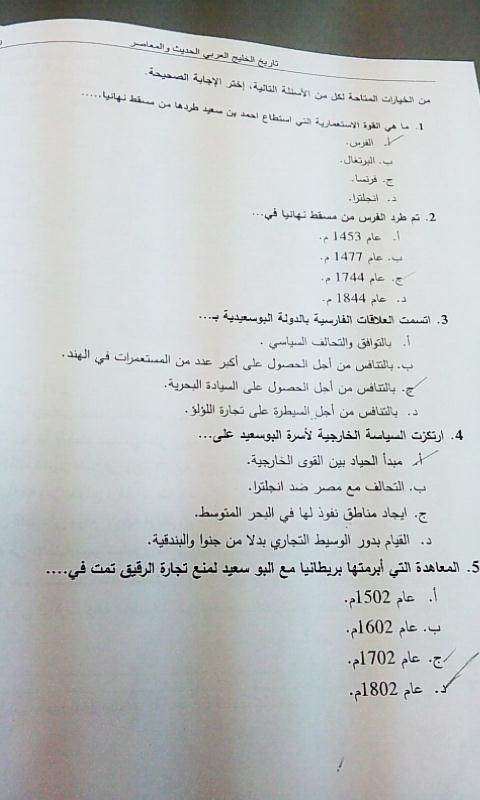 تاريخ الخليج العربي الحديث والمعاصر
من الخيارات المتاحة لكل من الأسئلة التالية، إختر الإجابة الصحيحة.
1. ما هي القوة الاستعمارية التي استطاع احمد بن سعيد طردها من مسقط نهائيا.....
أ. الفرس.
ب. البرتغال.
ج. فرنسا.
د. انجلترا.
2. تم طرد الفرس من مسقط نهائيا في...
أ. عام 1453 م.
ب. عام 1477 م.
ج. عام 1744 م.
د. عام 1844 م.
3. اتسمت العلاقات الفارسية بالدولة البوسعيدية بـ...
أ. بالتوافق والتحالف السياسي .
ب. بالتنافس من أجل الحصول على أكبر عدد من المستعمرات في الهند.
ج. بالتنافس من أجل الحصول على السيادة البحرية.
د. بالتنافس من أجل السيطرة على تجارة اللؤلؤ.
4. ارتكزت السياسة الخارجية لأسرة البوسعيد على...
أ. مبدأ الحياد بين القوى الخارجية.
ب. التحالف مع مصر ضد انجلترا.
ج. ايجاد مناطق نفوذ لها في البحر المتوسط.
د. القيام بدور الوسيط التجاري بدلا من جنوا والبندقية.
5. المعاهدة التي أبرمتها بريطانيا مع البو سعيد لمنع تجارة الرقيق تمت في....
أ. عام 1502م.
ب. عام 1602م.
ج. عام 1702م.
د. عام 1802م.